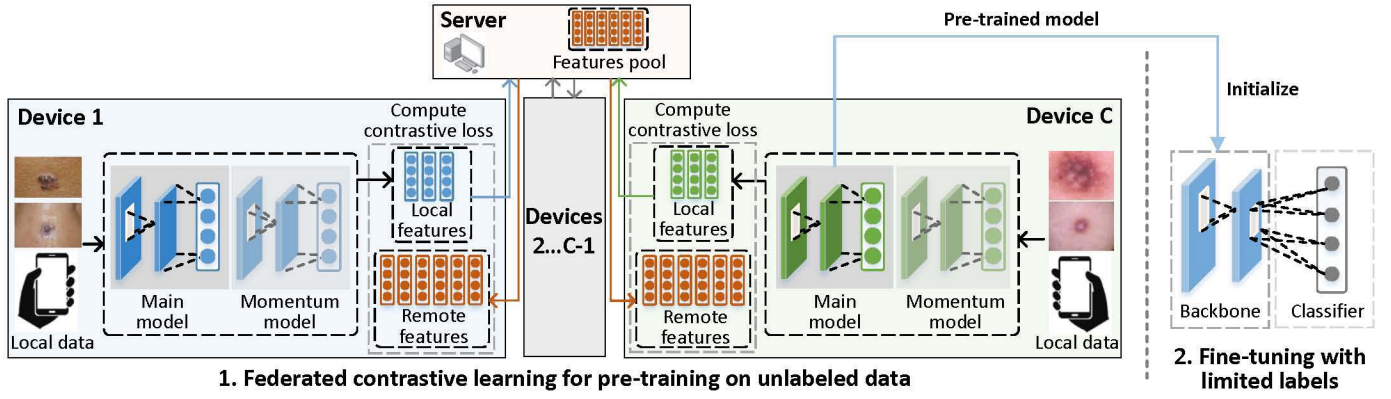 Server
Features pool
Pre-trained model
Initialize
Device 1
Compute
contrastive loss
Local
features
Remote
features
Main
model
Momentum
model
Local data
Devices
2...C-1
Compute
contrastive loss
Device C
Local
features
Remote
features
Main
model
Momentum
model
Local data
Backbone
Classifier
1. Federated contrastive learning for pre-training on unlabeled data
2. Fine-tuning with
limited labels